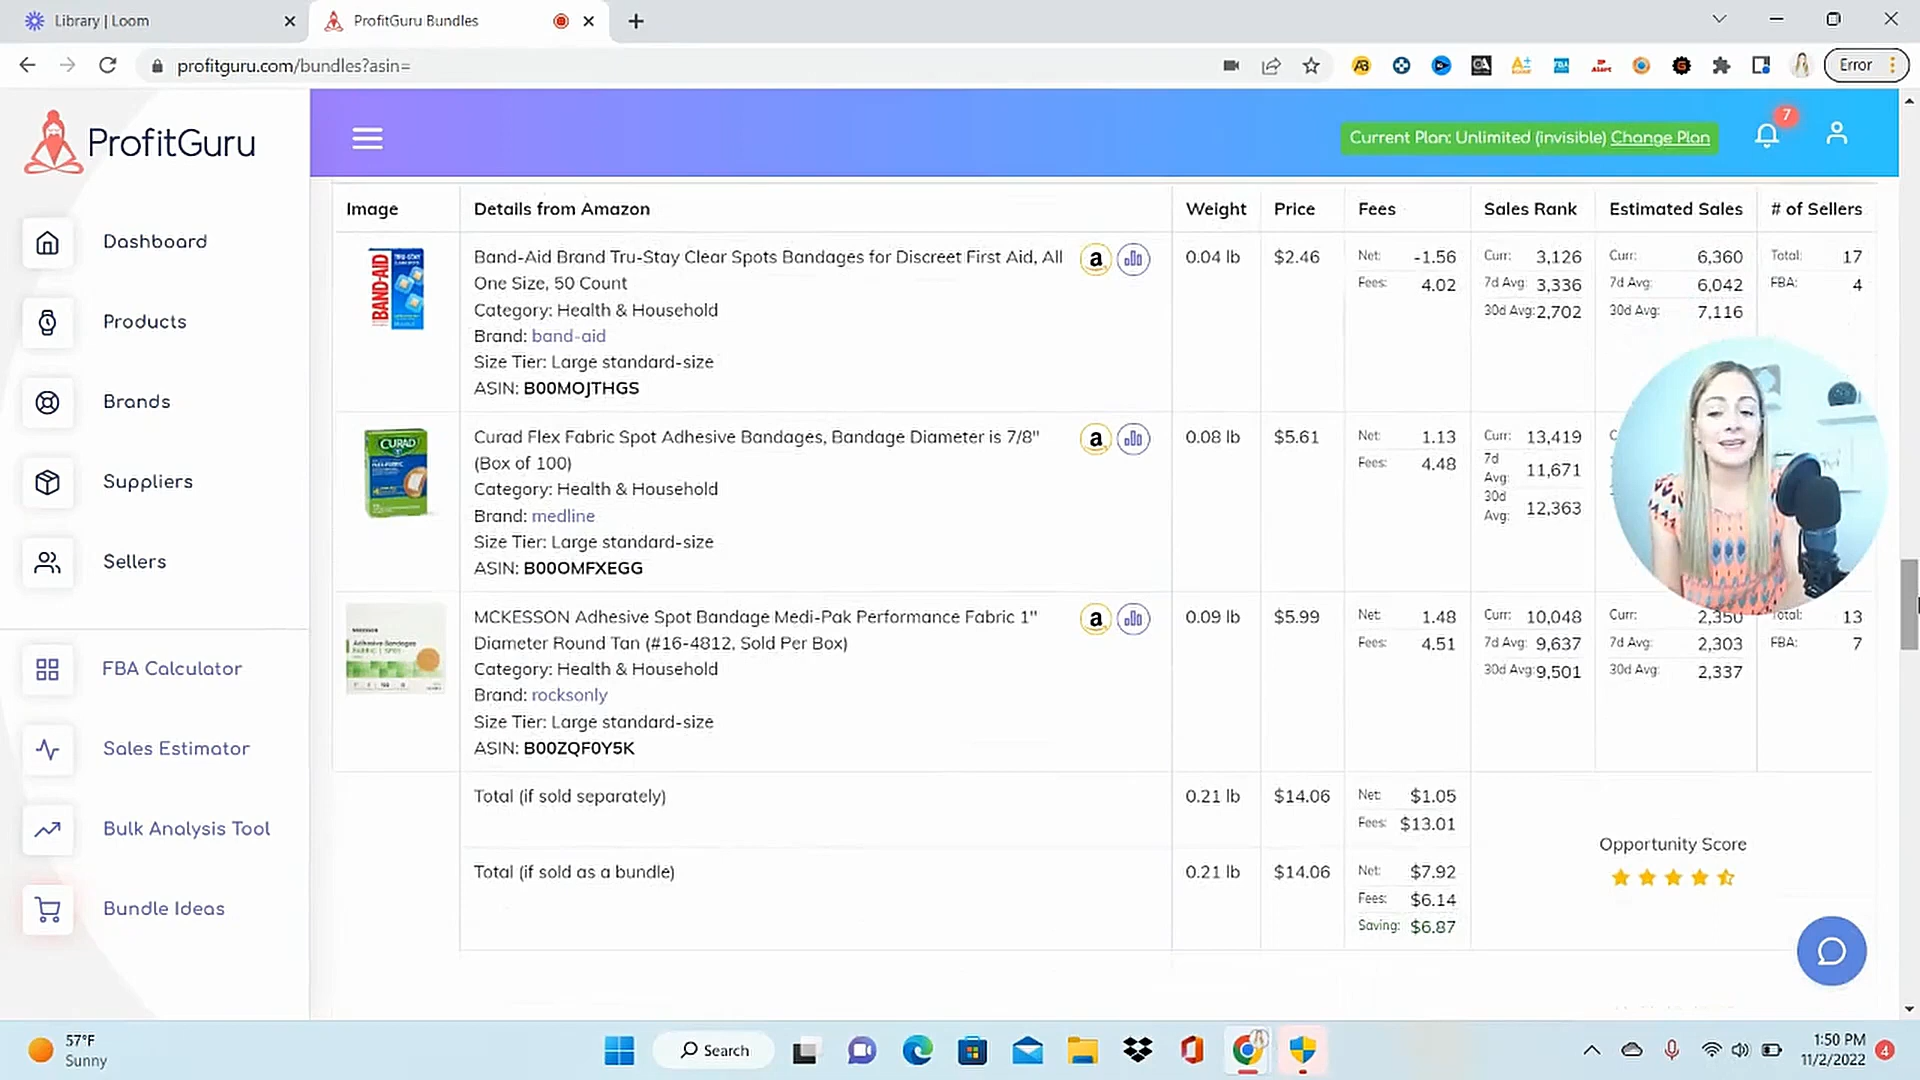 Library | Loom
ProfitGuru Bundles
profitguru.com/bundles?asin=
Error
ProfitGuru
Current Plan: Unlimited (invisible) Change Plan
7
Dashboard
Products
Brands
Suppliers
Sellers
FBA Calculator
Sales Estimator
Bulk Analysis Tool
Bundle Ideas
Image Details from Amazon Weight Price Fees Sales Rank Estimated Sales # of Sellers
BAND-AID
TRU-STAY
Band-Aid Brand Tru-Stay Clear Spots Bandages for Discreet First Aid, All
One Size, 50 Count
Category: Health & Household
Brand: band-aid
Size Tier: Large standard-size
ASIN: B00MOJTHGS
a
0.04 lb
$2.46
Net: -1.56
Fees: 4.02
Curr: 3,126
7d Avg: 3,336
30d Avg: 2,702
Curr: 6,360
7d Avg: 6,042
30d Avg: 7,116
Total: 17
FBA: 4
CURAD
Curad Flex Fabric Spot Adhesive Bandages, Bandage Diameter is 7/8"
(Box of 100)
Category: Health & Household
Brand: medline
Size Tier: Large standard-size
ASIN: B00OMFXEGG
a
0.08 lb
$5.61
Net: 1.13
Fees: 4.48
Curr: 13,419
7d Avg: 11,671
30d Avg: 12,363
Adhesive Bandages
MCKESSON Adhesive Spot Bandage Medi-Pak Performance Fabric 1"
Diameter Round Tan (#16-4812, Sold Per Box)
Category: Health & Household
Brand: rocksonly
Size Tier: Large standard-size
ASIN: B00ZQF0Y5K
a
0.09 lb
$5.99
Net: 1.48
Fees: 4.51
Curr: 10,048
7d Avg: 9,637
30d Avg: 9,501
Curr: 2,350
7d Avg: 2,303
30d Avg: 2,337
Total: 13
FBA: 7
Total (if sold separately) 0.21 lb $14.06
Net: $1.05
Fees: $13.01
Total (if sold as a bundle) 0.21 lb $14.06
Net: $7.92
Fees: $6.14
Saving: $6.87
Opportunity Score
57°F
Sunny
Search
1:50 PM
11/2/2022
4